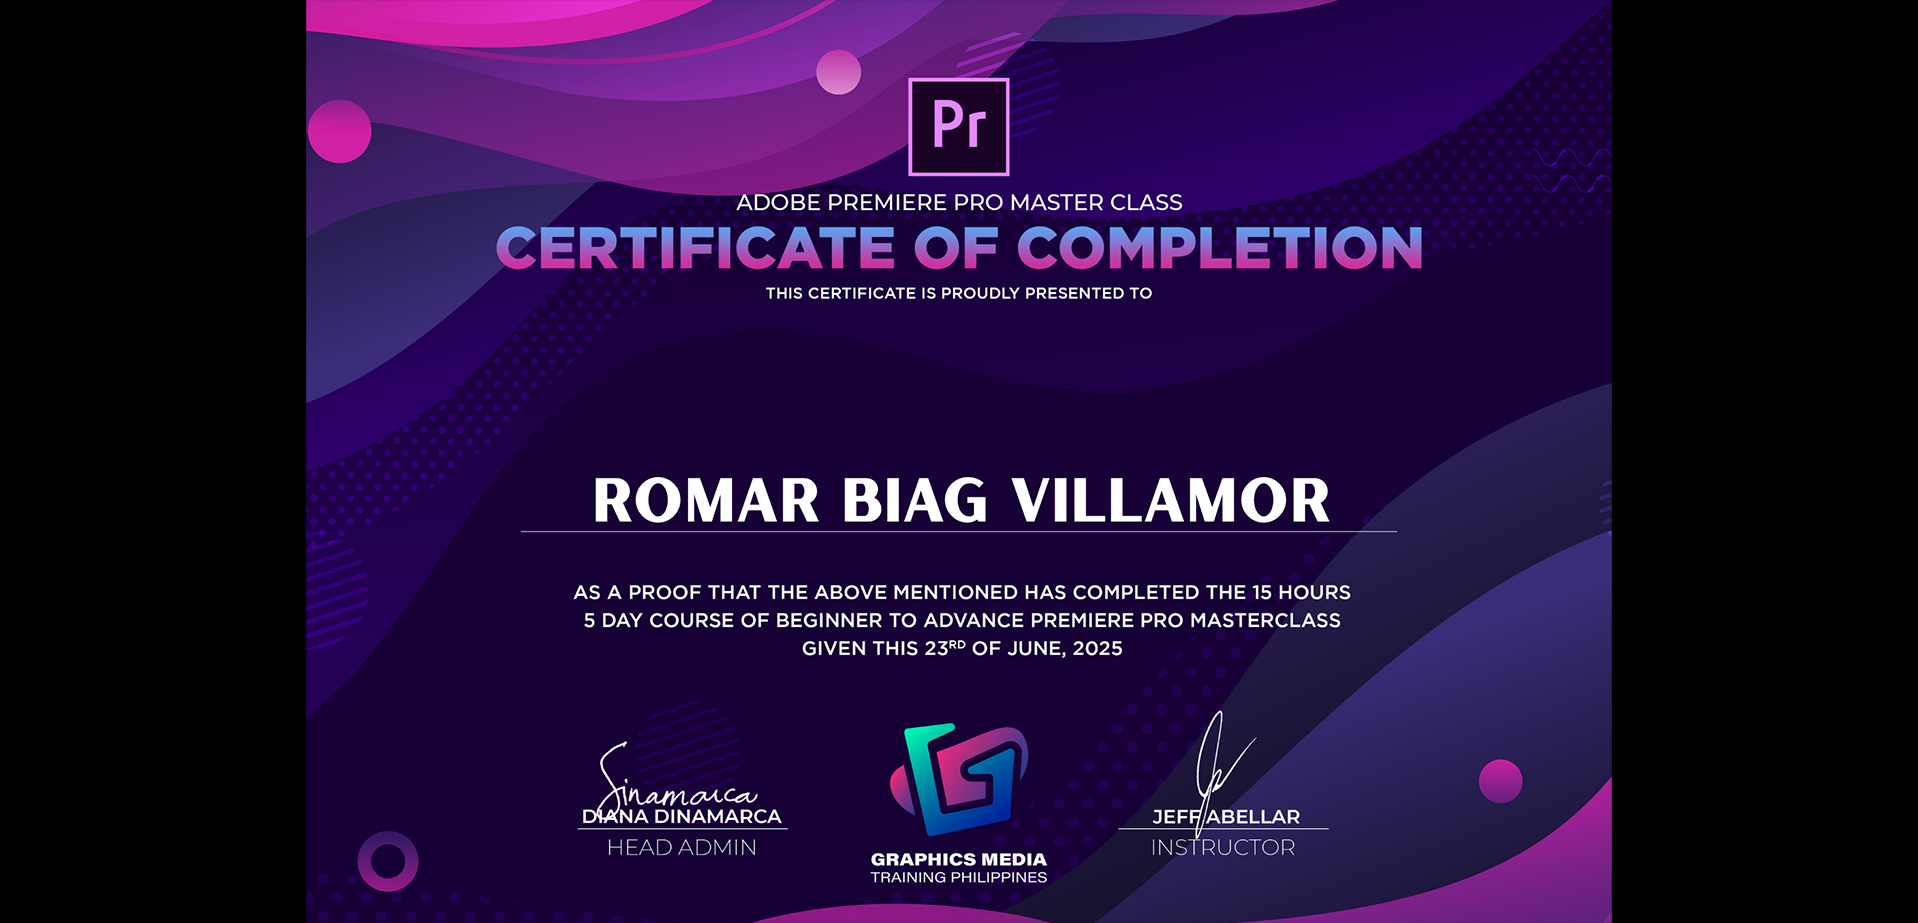 Pr
ADOBE PREMIERE PRO MASTER CLASS
CERTIFICATE OF COMPLETION
THIS CERTIFICATE IS PROUDLY PRESENTED TO
ROMAR BIAG VILLAMOR
AS A PROOF THAT THE ABOVE MENTIONED HAS COMPLETED THE 15 HOURS
5 DAY COURSE OF BEGINNER TO ADVANCE PREMIERE PRO MASTERCLASS
GIVEN THIS 23RD OF JUNE, 2025
Dinamarca
DIANA DINAMARCA
HEAD ADMIN
GRAPHICS MEDIA
TRAINING PHILIPPINES
JEFF ABELLAR
INSTRUCTOR